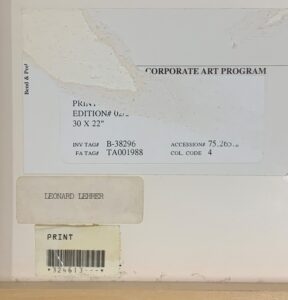 CORPORATE ART PROGRAM
PRINT
EDITION#
30 X 22"
INV TAG# B-38296 ACCESSION#
FA TAG# TA001988 COL. CODE 4
LEONARD LEHRER
PRINT